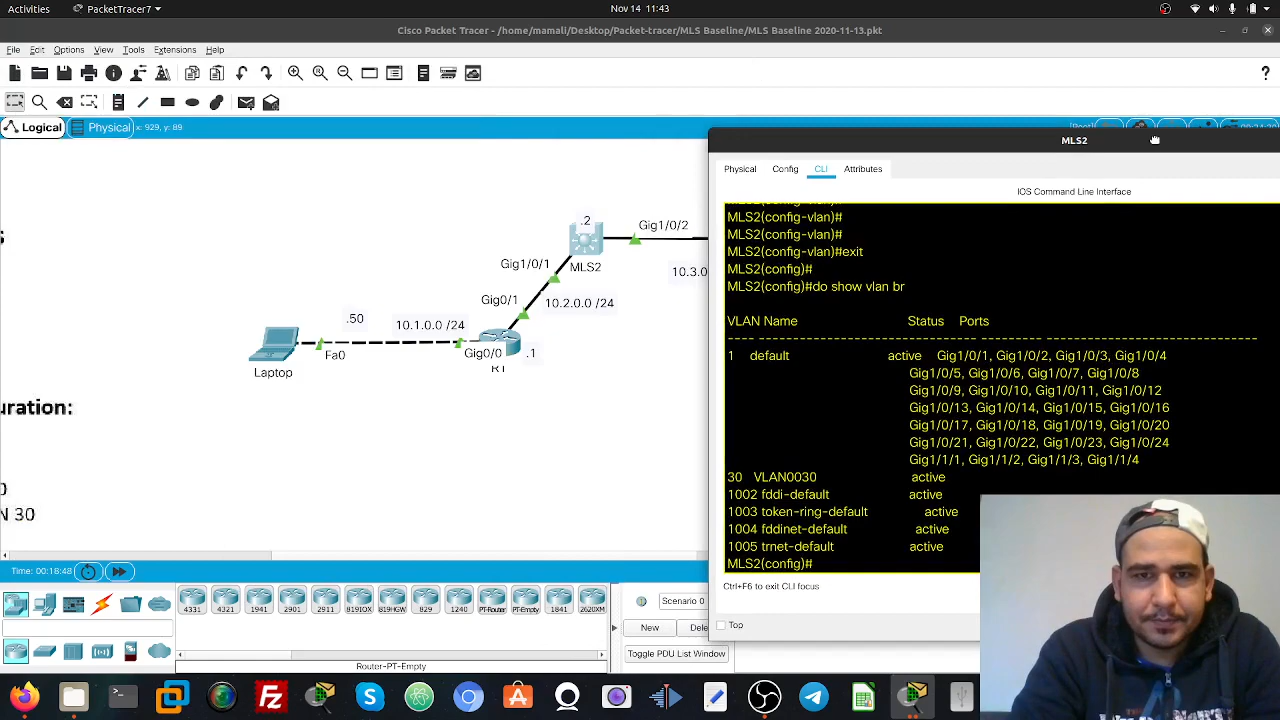 Activities
PacketTracer7
Nov 14 11:43
Cisco Packet Tracer - /home/mamali/Desktop/Packet-tracer/MLS Baseline/MLS Baseline 2020-11-13.pkt
File Edit Options View Tools Extensions Help
?
Logical Physical x: 929, y: 89
[Root]
MLS2
Physical Config CLI Attributes
IOS Command Line Interface
MLS2(config-vlan)#
MLS2(config-vlan)#
MLS2(config-vlan)#
MLS2(config-vlan)#exit
MLS2(config)#
MLS2(config)#do show vlan br
VLAN Name Status Ports
---- -------------------------------- --------- -------------------------------
1 default active Gig1/0/1, Gig1/0/2, Gig1/0/3, Gig1/0/4
Gig1/0/5, Gig1/0/6, Gig1/0/7, Gig1/0/8
Gig1/0/9, Gig1/0/10, Gig1/0/11, Gig1/0/12
Gig1/0/13, Gig1/0/14, Gig1/0/15, Gig1/0/16
Gig1/0/17, Gig1/0/18, Gig1/0/19, Gig1/0/20
Gig1/0/21, Gig1/0/22, Gig1/0/23, Gig1/0/24
Gig1/1/1, Gig1/1/2, Gig1/1/3, Gig1/1/4
30 VLAN0030 active
1002 fddi-default active
1003 token-ring-default active
1004 fddinet-default active
1005 trnet-default active
MLS2(config)#
Ctrl+F6 to exit CLI focus
Top
.2
Gig1/0/2
MLS2
Gig1/0/1
10.3.0
Gig0/1
10.2.0.0 /24
.50
10.1.0.0 /24
Fa0
Gig0/0
.1
Laptop
R1
s
uration:
0
N 30
Time: 00:18:48
4331 4321 1941 2901 2911 819IOX 819HGW 829 1240 PT-Router PT-Empty 1841 2620XM
Scenario 0
New
Dele
Toggle PDU List Window
Router-PT-Empty